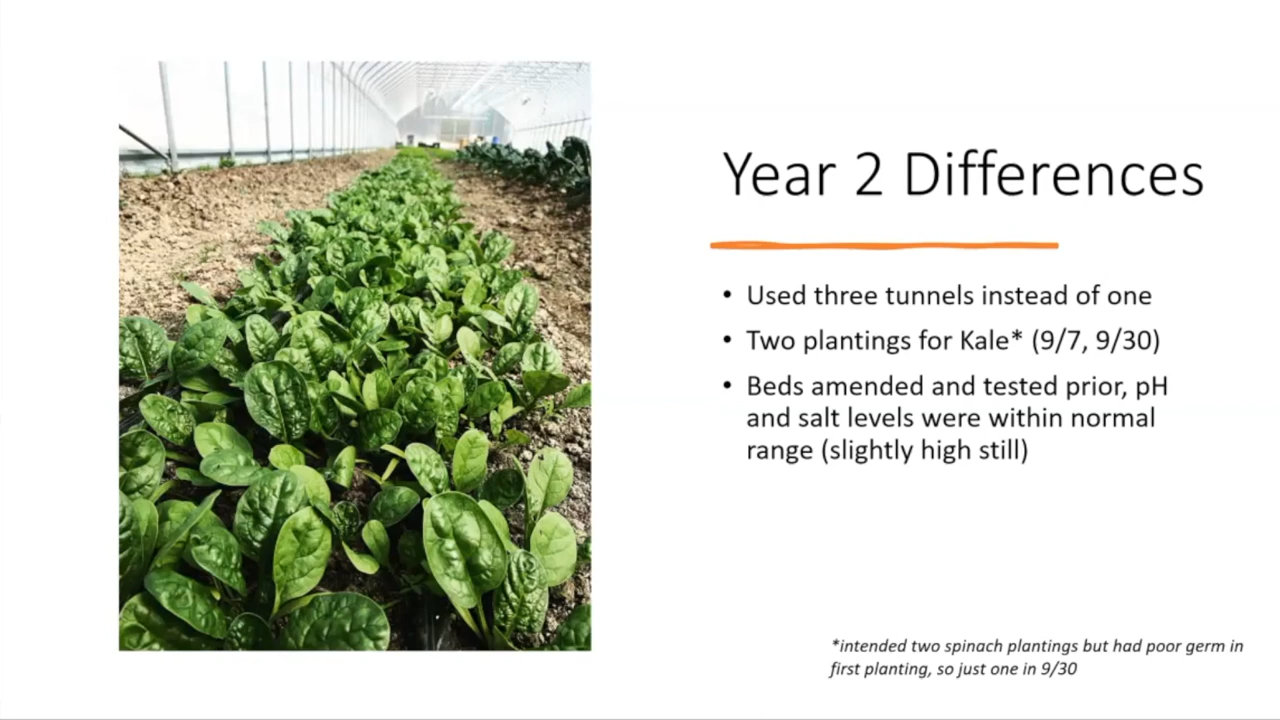 Year 2 Differences
• Used three tunnels instead of one
• Two plantings for Kale* (9/7, 9/30)
• Beds amended and tested prior, pH
and salt levels were within normal
range (slightly high still)
*intended two spinach plantings but had poor germ in
first planting, so just one in 9/30